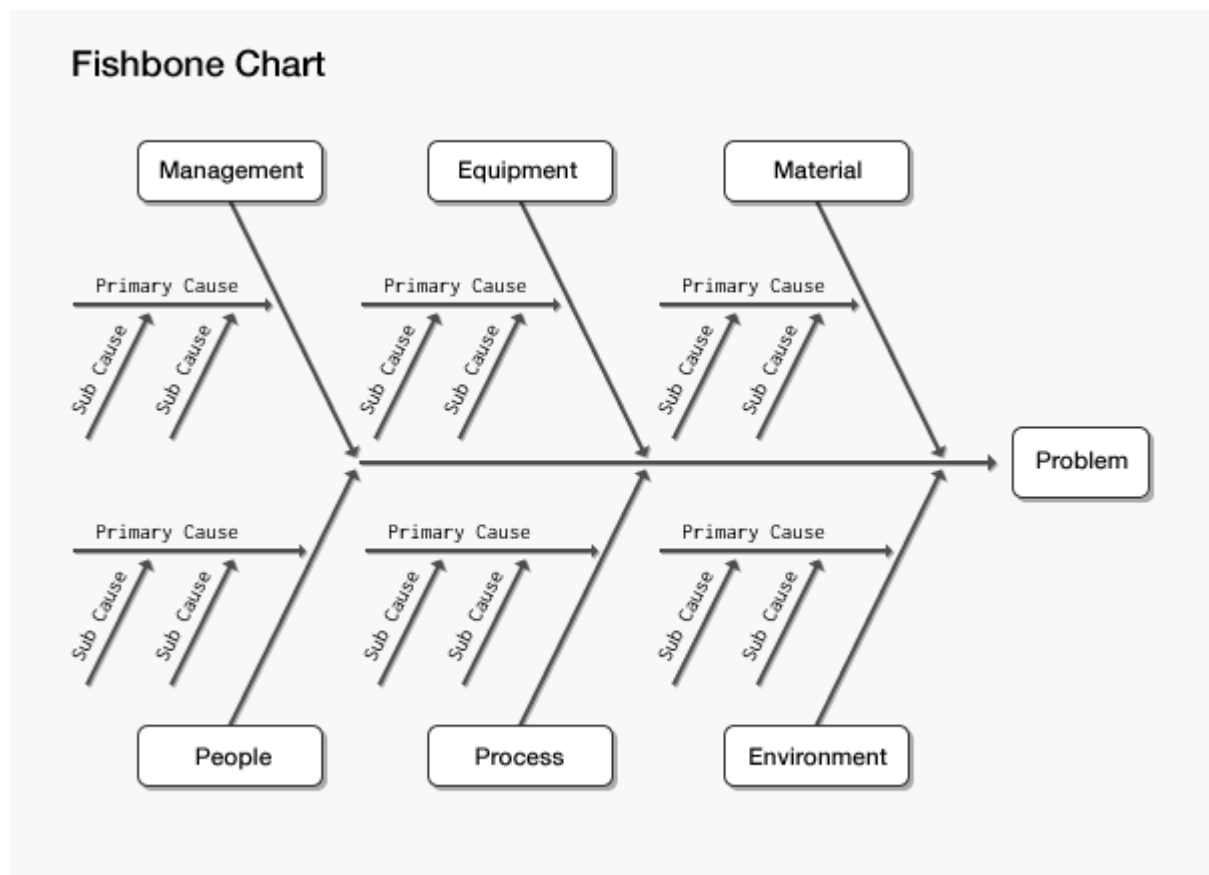 Fishbone Chart
Management
Equipment
Material
Primary Cause
Primary Cause
Primary Cause
Sub Cause
Sub Cause
Sub Cause
Sub Cause
Sub Cause
Sub Cause
Problem
Primary Cause
Primary Cause
Primary Cause
Sub Cause
Sub Cause
Sub Cause
Sub Cause
Sub Cause
Sub Cause
People
Process
Environment